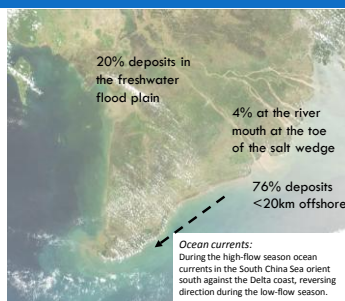 20% deposits in
the freshwater
flood plain
4% at the river
mouth at the toe
of the salt wedge
76% deposits
<20km offshore
Ocean currents:
During the high-flow season ocean
currents in the South China Sea orient
south against the Delta coast, reversing
direction during the low-flow season.